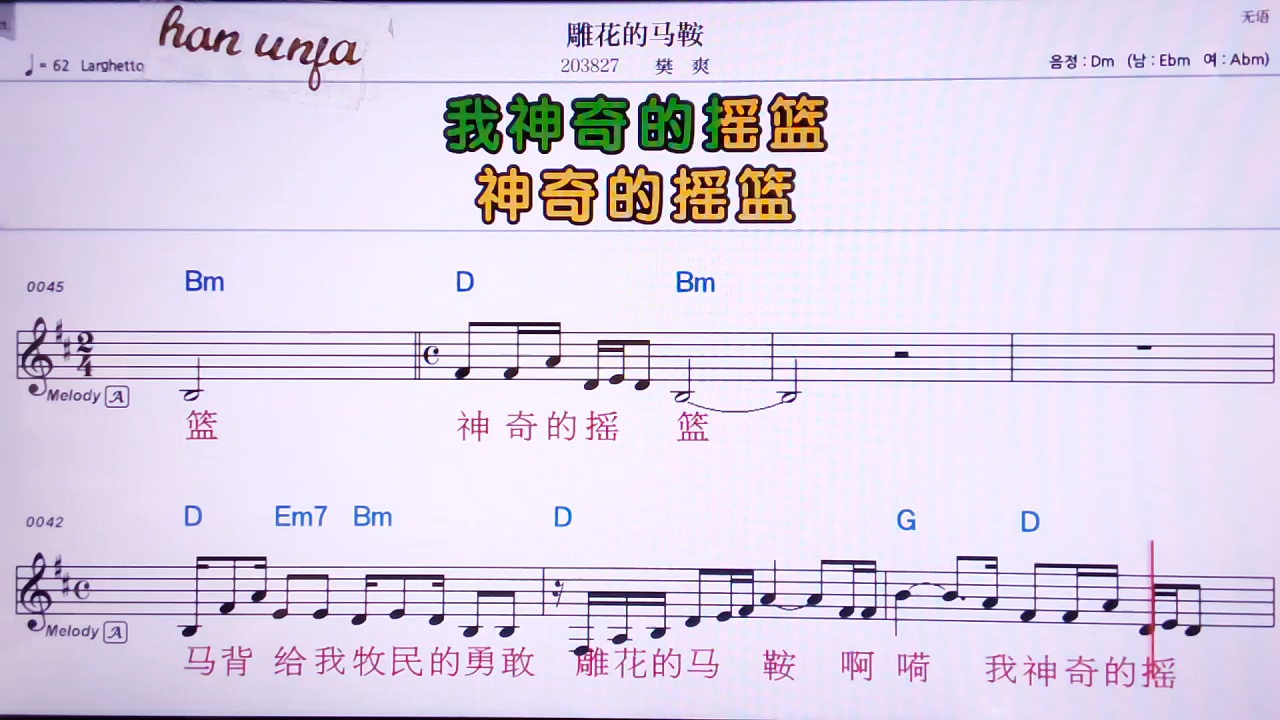 han unfa
雕花的马鞍
无语
♩= 62 Larghetto
203827 樊 爽
음정 : Dm (남 : Ebm 여 : Abm)
我神奇的摇篮
神奇的摇篮
0045
Bm D Bm
2
4
Melody A
篮 神奇的摇 篮
0042
D Em7 Bm D G D
Melody A
马背 给我牧民的勇敢 雕花的马 鞍 啊 嗬 我神奇的摇